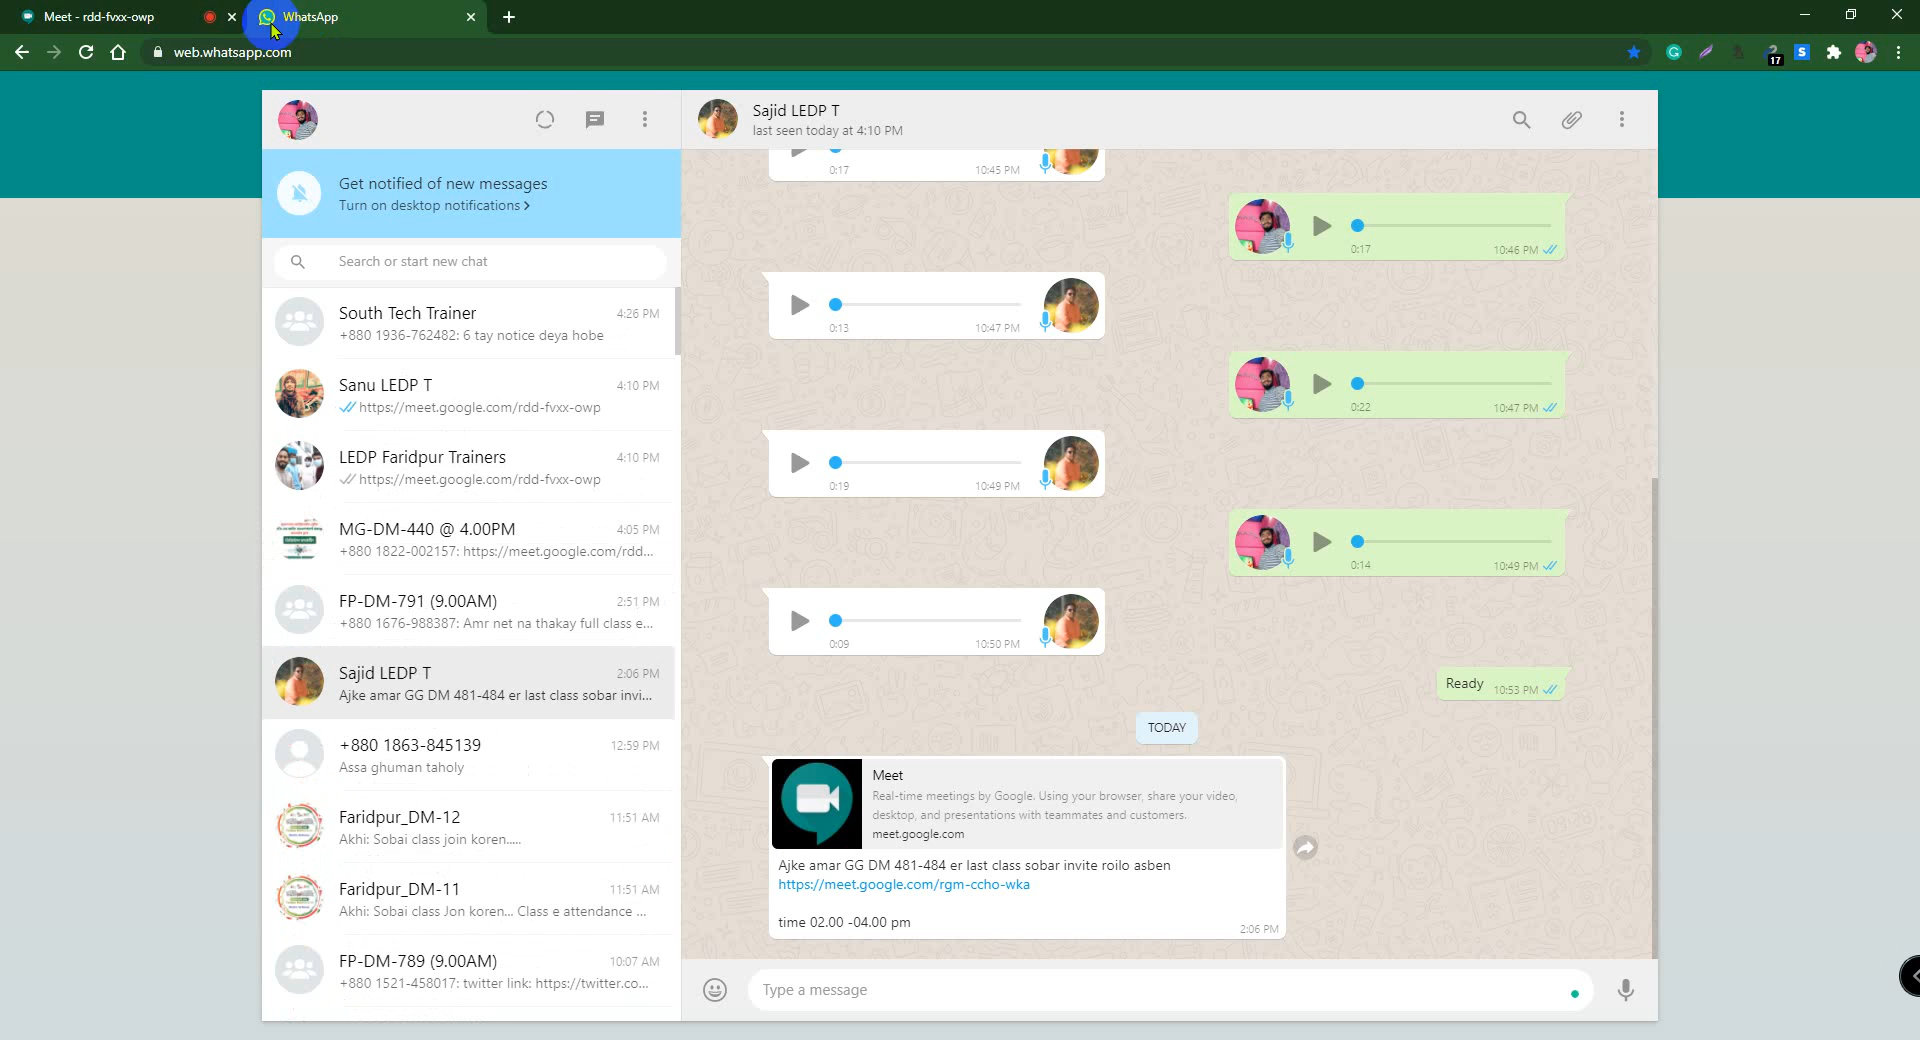 Meet - rdd-fvxx-owp
WhatsApp
web.whatsapp.com
17
Get notified of new messages
Turn on desktop notifications >
Search or start new chat
South Tech Trainer 4:26 PM
+880 1936-762482: 6 tay notice deya hobe
Sanu LEDP T 4:10 PM
https://meet.google.com/rdd-fvxx-owp
LEDP Faridpur Trainers 4:10 PM
https://meet.google.com/rdd-fvxx-owp
MG-DM-440 @ 4.00PM 4:05 PM
+880 1822-002157: https://meet.google.com/rdd...
FP-DM-791 (9.00AM) 2:51 PM
+880 1676-988387: Amr net na thakay full class e...
Sajid LEDP T 2:06 PM
Ajke amar GG DM 481-484 er last class sobar invi...
+880 1863-845139 12:59 PM
Assa ghuman taholy
Faridpur_DM-12 11:51 AM
Akhi: Sobai class join koren.....
Faridpur_DM-11 11:51 AM
Akhi: Sobai class Jon koren... Class e attendance ...
FP-DM-789 (9.00AM) 10:07 AM
+880 1521-458017: twitter link: https://twitter.co...
Sajid LEDP T
last seen today at 4:10 PM
0:17 10:45 PM
0:17 10:46 PM
0:13 10:47 PM
0:22 10:47 PM
0:19 10:49 PM
0:14 10:49 PM
0:09 10:50 PM
Ready 10:53 PM
TODAY
Meet
Real-time meetings by Google. Using your browser, share your video,
desktop, and presentations with teammates and customers.
meet.google.com
Ajke amar GG DM 481-484 er last class sobar invite roilo asben
https://meet.google.com/rgm-ccho-wka
time 02.00 -04.00 pm
2:06 PM
Type a message